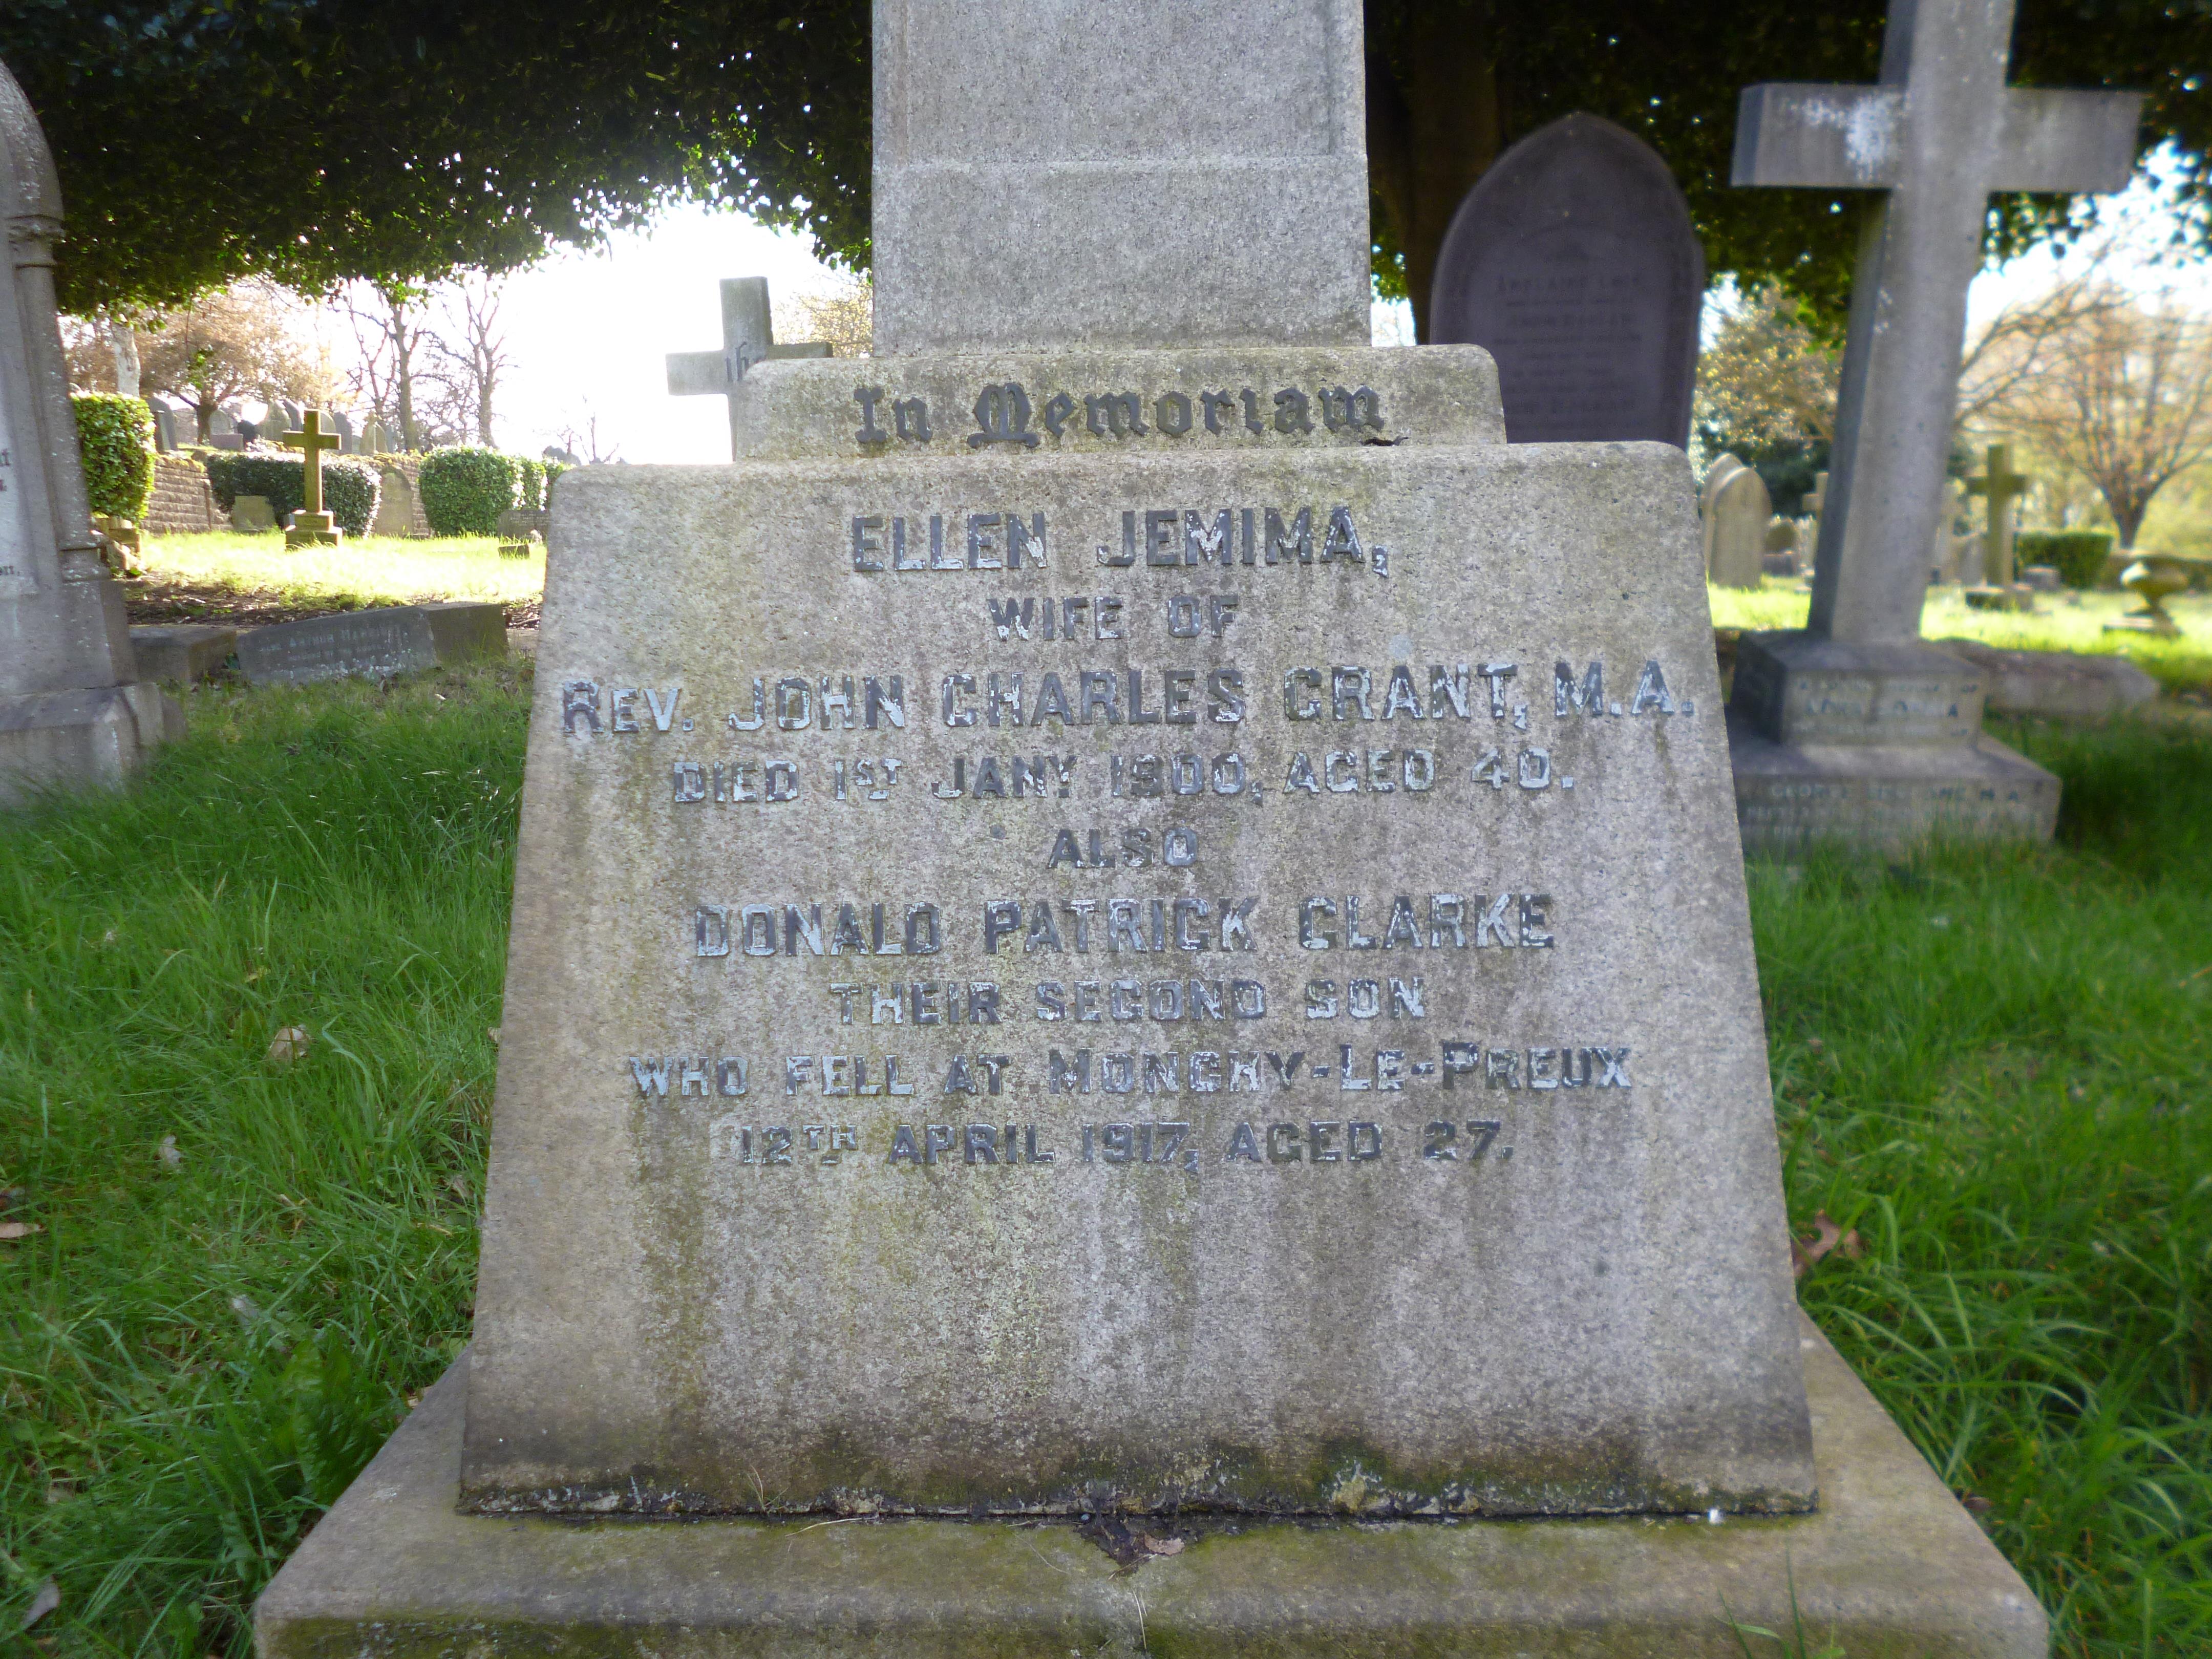 In Memoriam
ELLEN JEMIMA,
WIFE OF
REV. JOHN CHARLES GRANT, M.A.
DIED 1ST JANY 1900, AGED 40.
ALSO
DONALD PATRICK CLARKE
THEIR SECOND SON
WHO FELL AT MONCHY-LE-PREUX
12TH APRIL 1917, AGED 27.